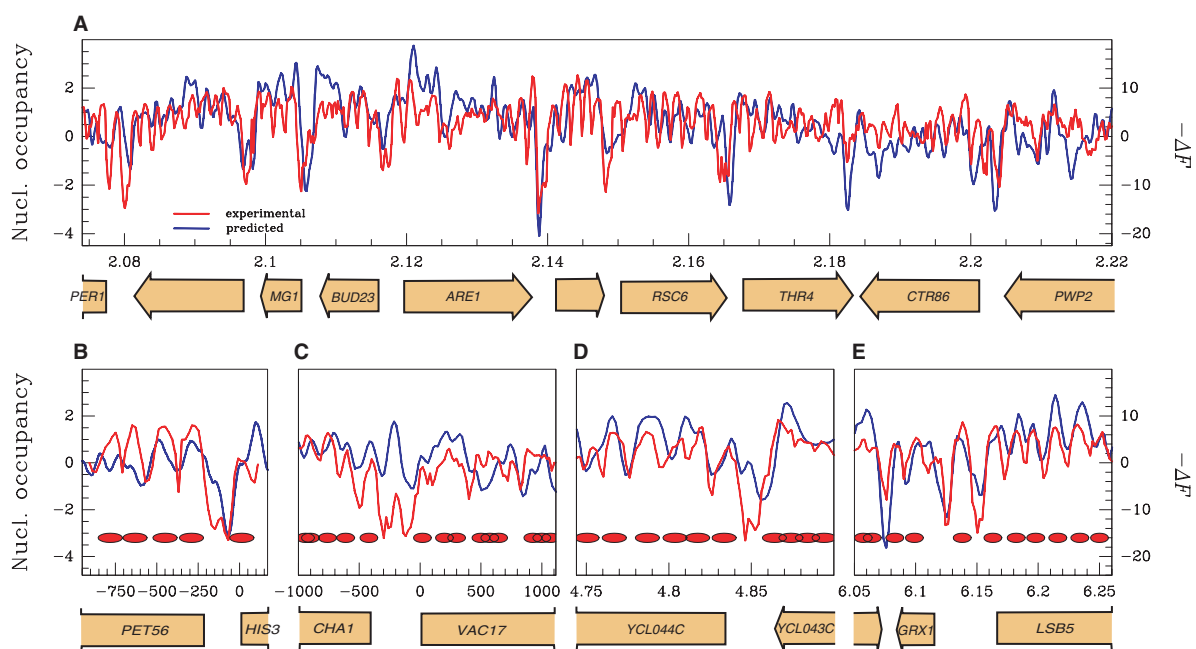 A
Nucl. occupancy
2
0
−2
−4
10
0
−10
−20
−ΔF
experimental
predicted
2.08 2.1 2.12 2.14 2.16 2.18 2.2 2.22
PER1 MG1 BUD23 ARE1 RSC6 THR4 CTR86 PWP2
B C D E
Nucl. occupancy
2
0
−2
−4
10
0
−10
−20
−ΔF
−750 −500 −250 0 −1000 −500 0 500 1000 4.75 4.8 4.85 6.05 6.1 6.15 6.2 6.25
PET56 HIS3 CHA1 VAC17 YCL044C YCL043C GRX1 LSB5